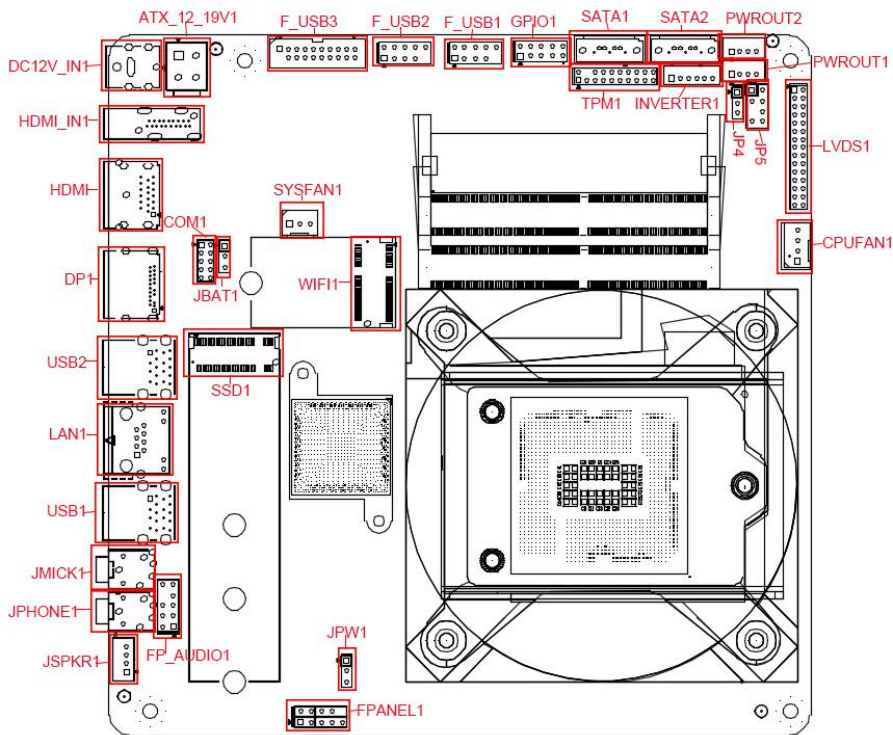 ATX_12_19V1
F_USB3
F_USB2
F_USB1
GPIO1
SATA1
SATA2
PWROUT2
DC12V_IN1
PWROUT1
TPM1
INVERTER1
HDMI_IN1
JP4
JP5
LVDS1
HDMI
SYSFAN1
COM1
CPUFAN1
DP1
JBAT1
WIFI1
USB2
SSD1
LAN1
USB1
JMICK1
JPHONE1
FP_AUDIO1
JPW1
JSPKR1
FPANEL1